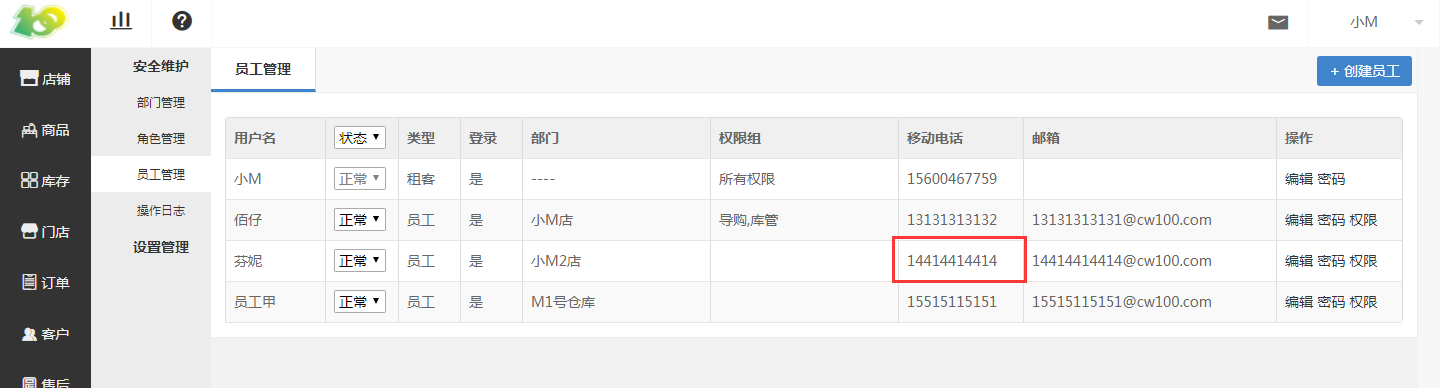 小M
店铺
商品
库存
门店
订单
客户
售后
安全维护
部门管理
角色管理
员工管理
操作日志
设置管理
员工管理
+ 创建员工
用户名 状态 类型 登录 部门 权限组 移动电话 邮箱 操作
小M 正常 租客 是 ---- 所有权限 15600467759 编辑 密码
佰仔 正常 员工 是 小M店 导购,库管 13131313132 13131313131@cw100.com 编辑 密码 权限
芬妮 正常 员工 是 小M2店 14414414414 14414414414@cw100.com 编辑 密码 权限
员工甲 正常 员工 是 M1号仓库 15515115151 15515115151@cw100.com 编辑 密码 权限